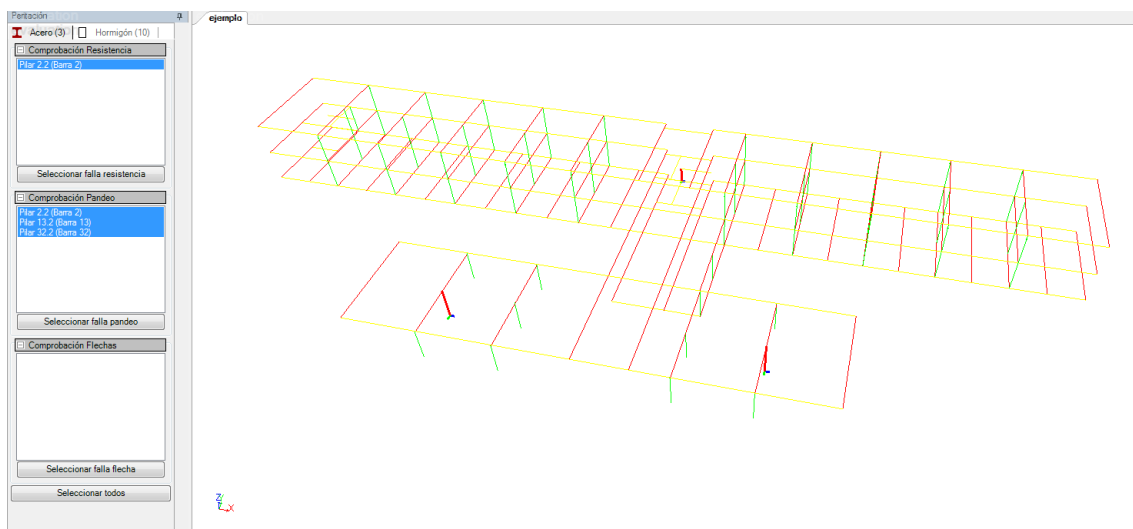 Peritación
ejemplo
Acero (3)
Hormigón (10)
Comprobación Resistencia
Pilar 2.2 (Barra 2)
Seleccionar falla resistencia
Comprobación Pandeo
Pilar 2.2 (Barra 2)
Pilar 13.2 (Barra 13)
Pilar 32.2 (Barra 32)
Seleccionar falla pandeo
Comprobación Flechas
Seleccionar falla flecha
Seleccionar todos
Z
X